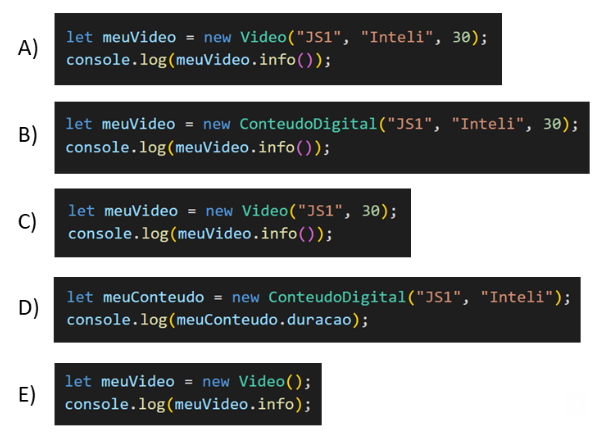 A)
let meuVideo = new Video("JS1", "Inteli", 30);
console.log(meuVideo.info());
B)
let meuVideo = new ConteudoDigital("JS1", "Inteli", 30);
console.log(meuVideo.info());
C)
let meuVideo = new Video("JS1", 30);
console.log(meuVideo.info());
D)
let meuConteudo = new ConteudoDigital("JS1", "Inteli");
console.log(meuConteudo.duracao);
E)
let meuVideo = new Video();
console.log(meuVideo.info);